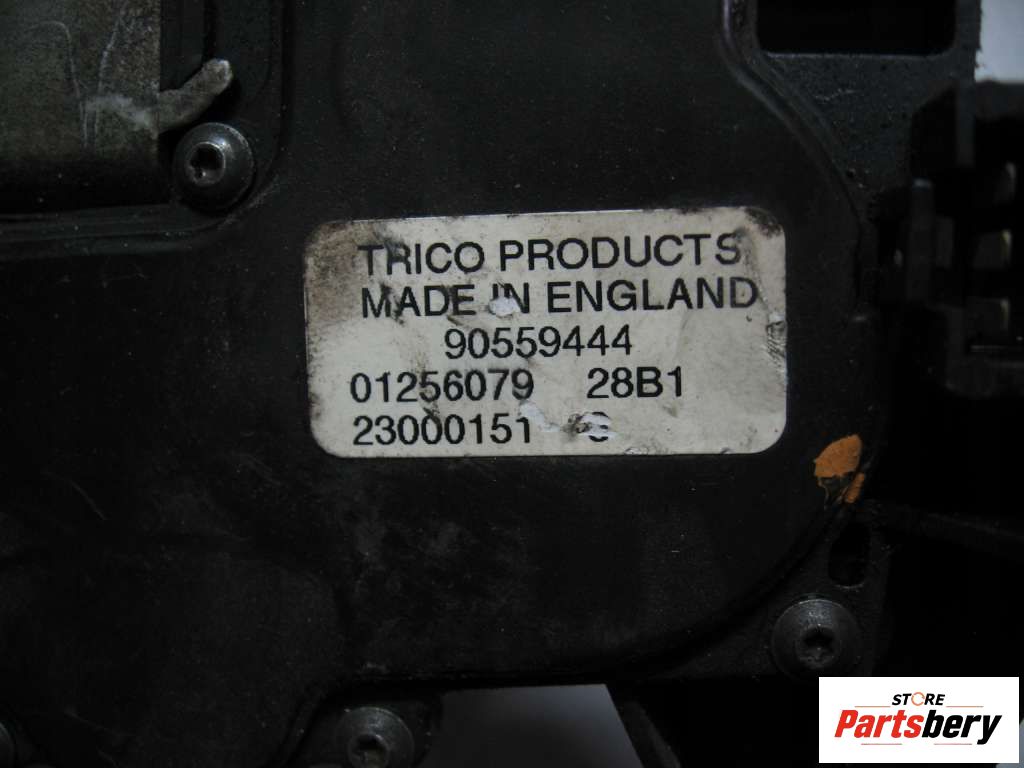 TRICO PRODUCTS
MADE IN ENGLAND
90559444
01256079 28B1
23000151
STORE
Partsbery